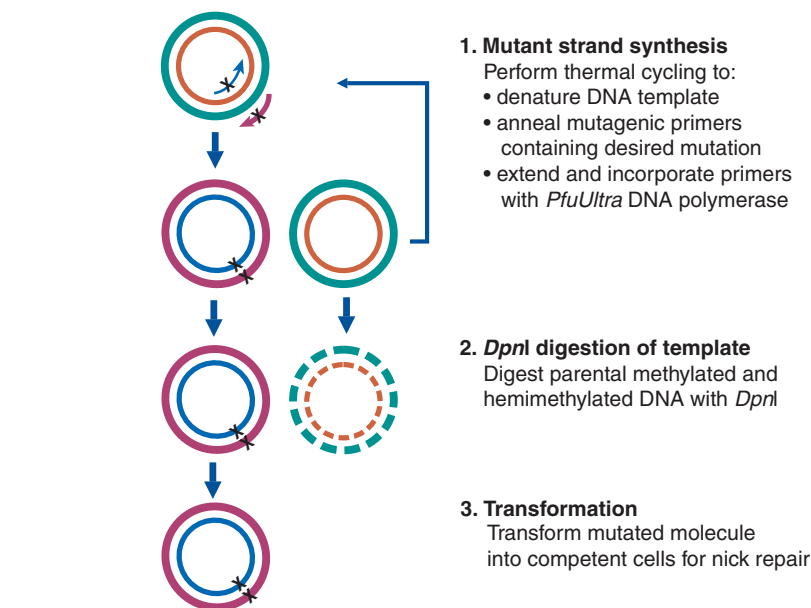 1. Mutant strand synthesis
Perform thermal cycling to:
• denature DNA template
• anneal mutagenic primers
containing desired mutation
• extend and incorporate primers
with PfuUltra DNA polymerase
2. DpnI digestion of template
Digest parental methylated and
hemimethylated DNA with DpnI
3. Transformation
Transform mutated molecule
into competent cells for nick repair